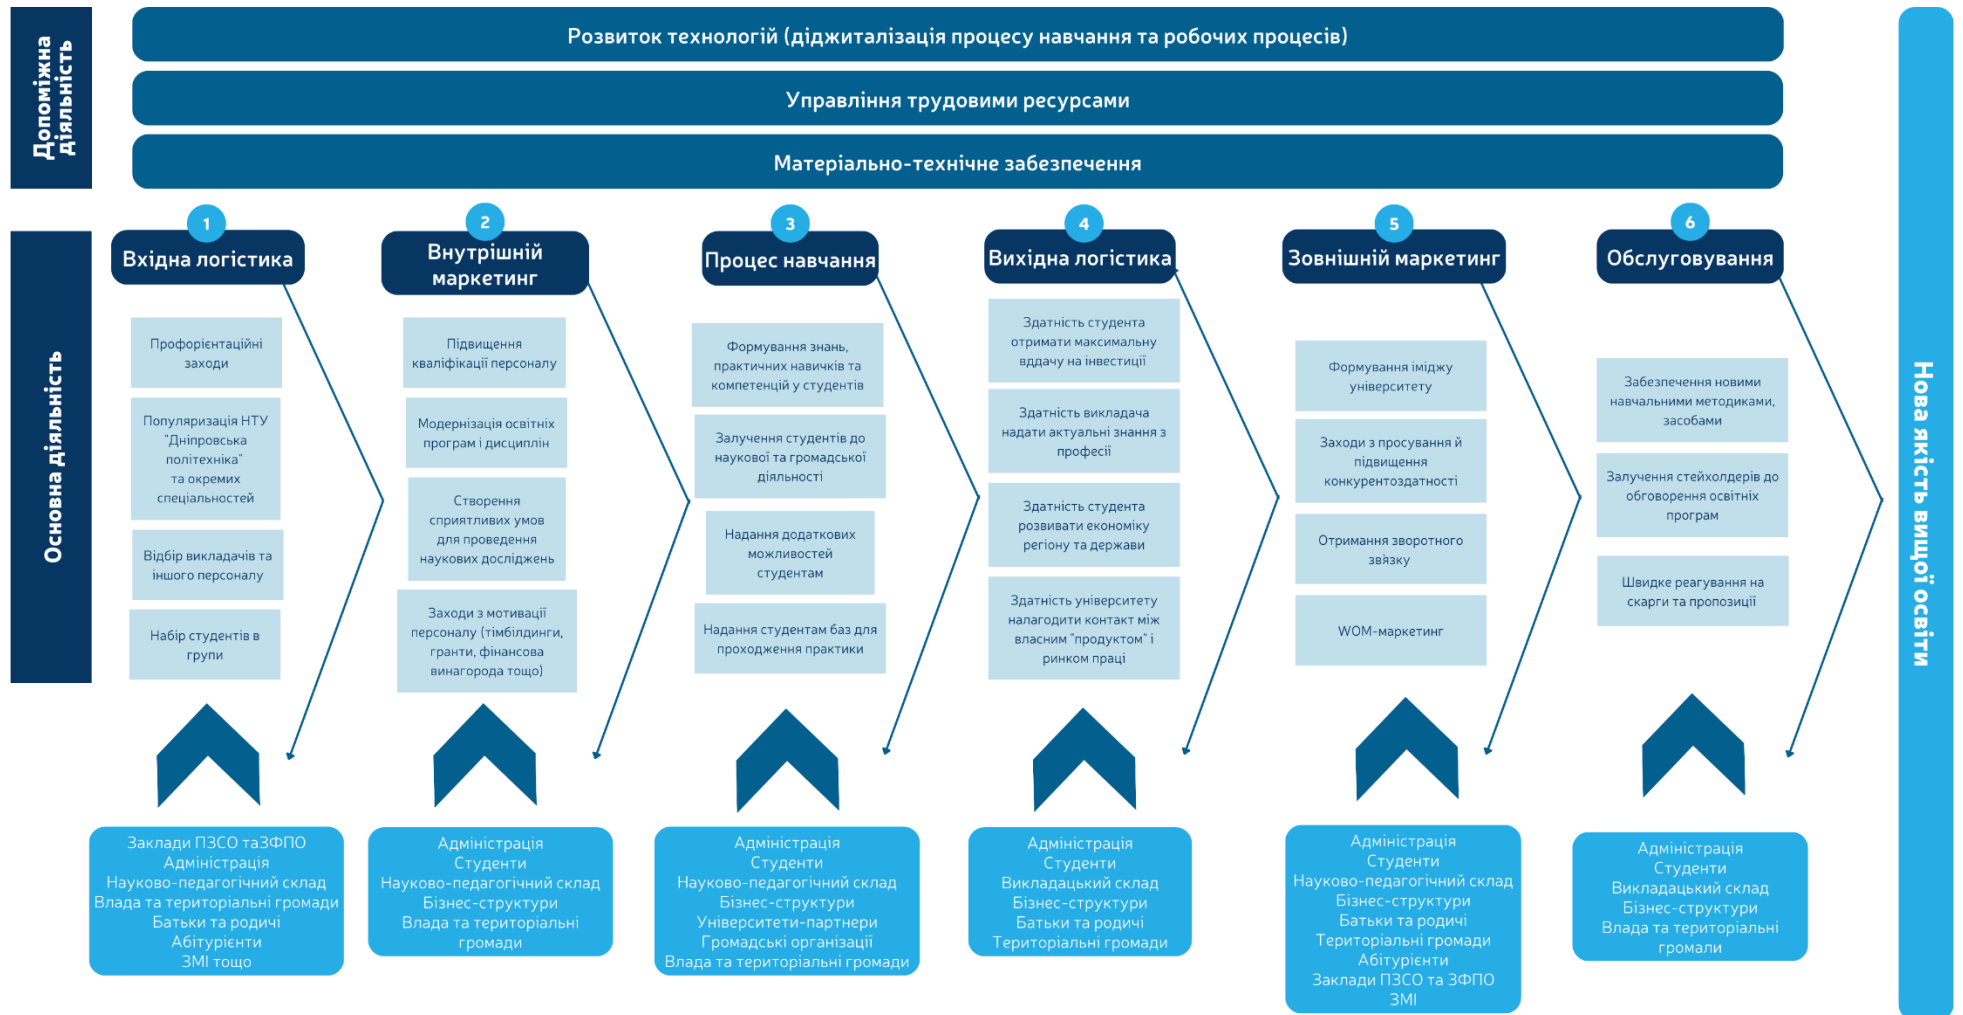 Допоміжна
діяльність
Розвиток технологій (діджиталізація процесу навчання та робочих процесів)
Управління трудовими ресурсами
Матеріально-технічне забезпечення
Основна діяльність
1
Вхідна логістика
Профорієнтаційні
заходи
Популяризація НТУ
"Дніпровська
політехніка"
та окремих
спеціальностей
Відбір викладачів та
іншого персоналу
Набір студентів в
групи
Заклади ПЗСО таЗФПО
Адміністрація
Науково-педагогічний склад
Влада та територіальні громади
Батьки та родичі
Абітурієнти
ЗМІ тощо
2
Внутрішній
маркетинг
Підвищення
кваліфікації персоналу
Модернізація освітніх
програм і дисциплін
Створення
сприятливих умов
для проведення
наукових досліджень
Заходи з мотивації
персоналу (тімбілдинги,
гранти, фінансова
винагорода тощо)
Адміністрація
Студенти
Науково-педагогічний склад
Бізнес-структури
Влада та територіальні
громади
3
Процес навчання
Формування знань,
практичних навичків та
компетенцій у студентів
Залучення студентів до
наукової та громадської
діяльності
Надання додаткових
можливостей
студентам
Надання студентам баз для
проходження практики
Адміністрація
Студенти
Науково-педагогічний склад
Бізнес-структури
Університети-партнери
Громадські організації
Влада та територіальні громади
4
Вихідна логістика
Здатність студента
отримати максимальну
вддачу на інвестиції
Здатність викладача
надати актуальні знання з
професії
Здатність студента
розвивати економіку
регіону та держави
Здатність університету
налагодити контакт між
власним "продуктом" і
ринком праці
Адміністрація
Студенти
Викладацький склад
Бізнес-структури
Батьки та родичі
Територіальні громади
5
Зовнішній маркетинг
Формування іміджу
університету
Заходи з просування й
підвищення
конкурентоздатності
Отримання зворотного
зв'язку
WOM-маркетинг
Адміністрація
Студенти
Науково-педагогічний склад
Бізнес-структури
Батьки та родичі
Територіальні громади
Абітурієнти
Заклади ПЗСО та ЗФПО
ЗМІ
6
Обслуговування
Забезпечення новими
навчальними методиками,
засобами
Залучення стейхолдерів до
обговорення освітніх
програм
Швидке реагування на
скарги та пропозиції
Адміністрація
Студенти
Викладацький склад
Бізнес-структури
Влада та територіальні
громали
Нова якість вищої освіти